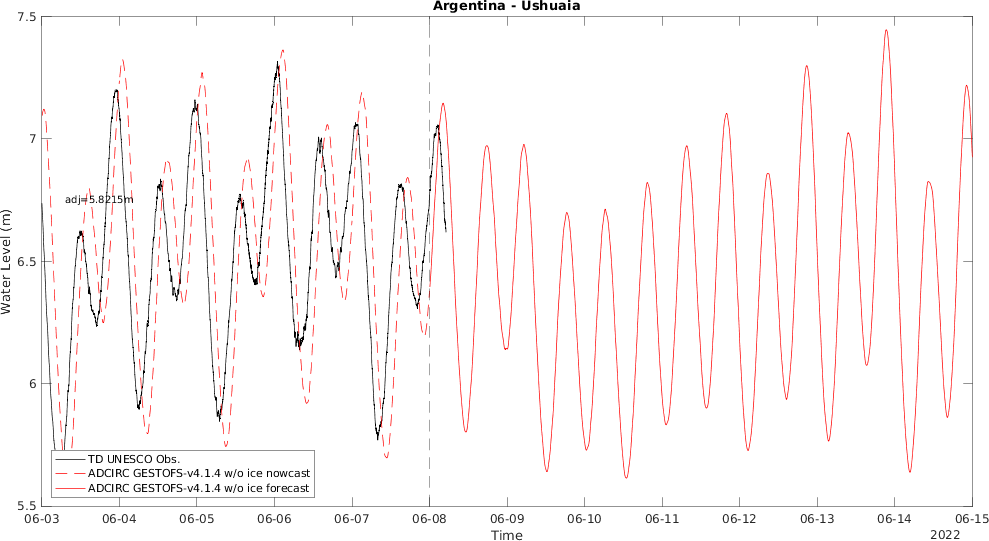 Argentina - Ushuaia
Water Level (m)
7.5
7
6.5
6
5.5
adj=5.8215m
TD UNESCO Obs.
ADCIRC GESTOFS-v4.1.4 w/o ice nowcast
ADCIRC GESTOFS-v4.1.4 w/o ice forecast
06-03 06-04 06-05 06-06 06-07 06-08 06-09 06-10 06-11 06-12 06-13 06-14 06-15
Time
2022